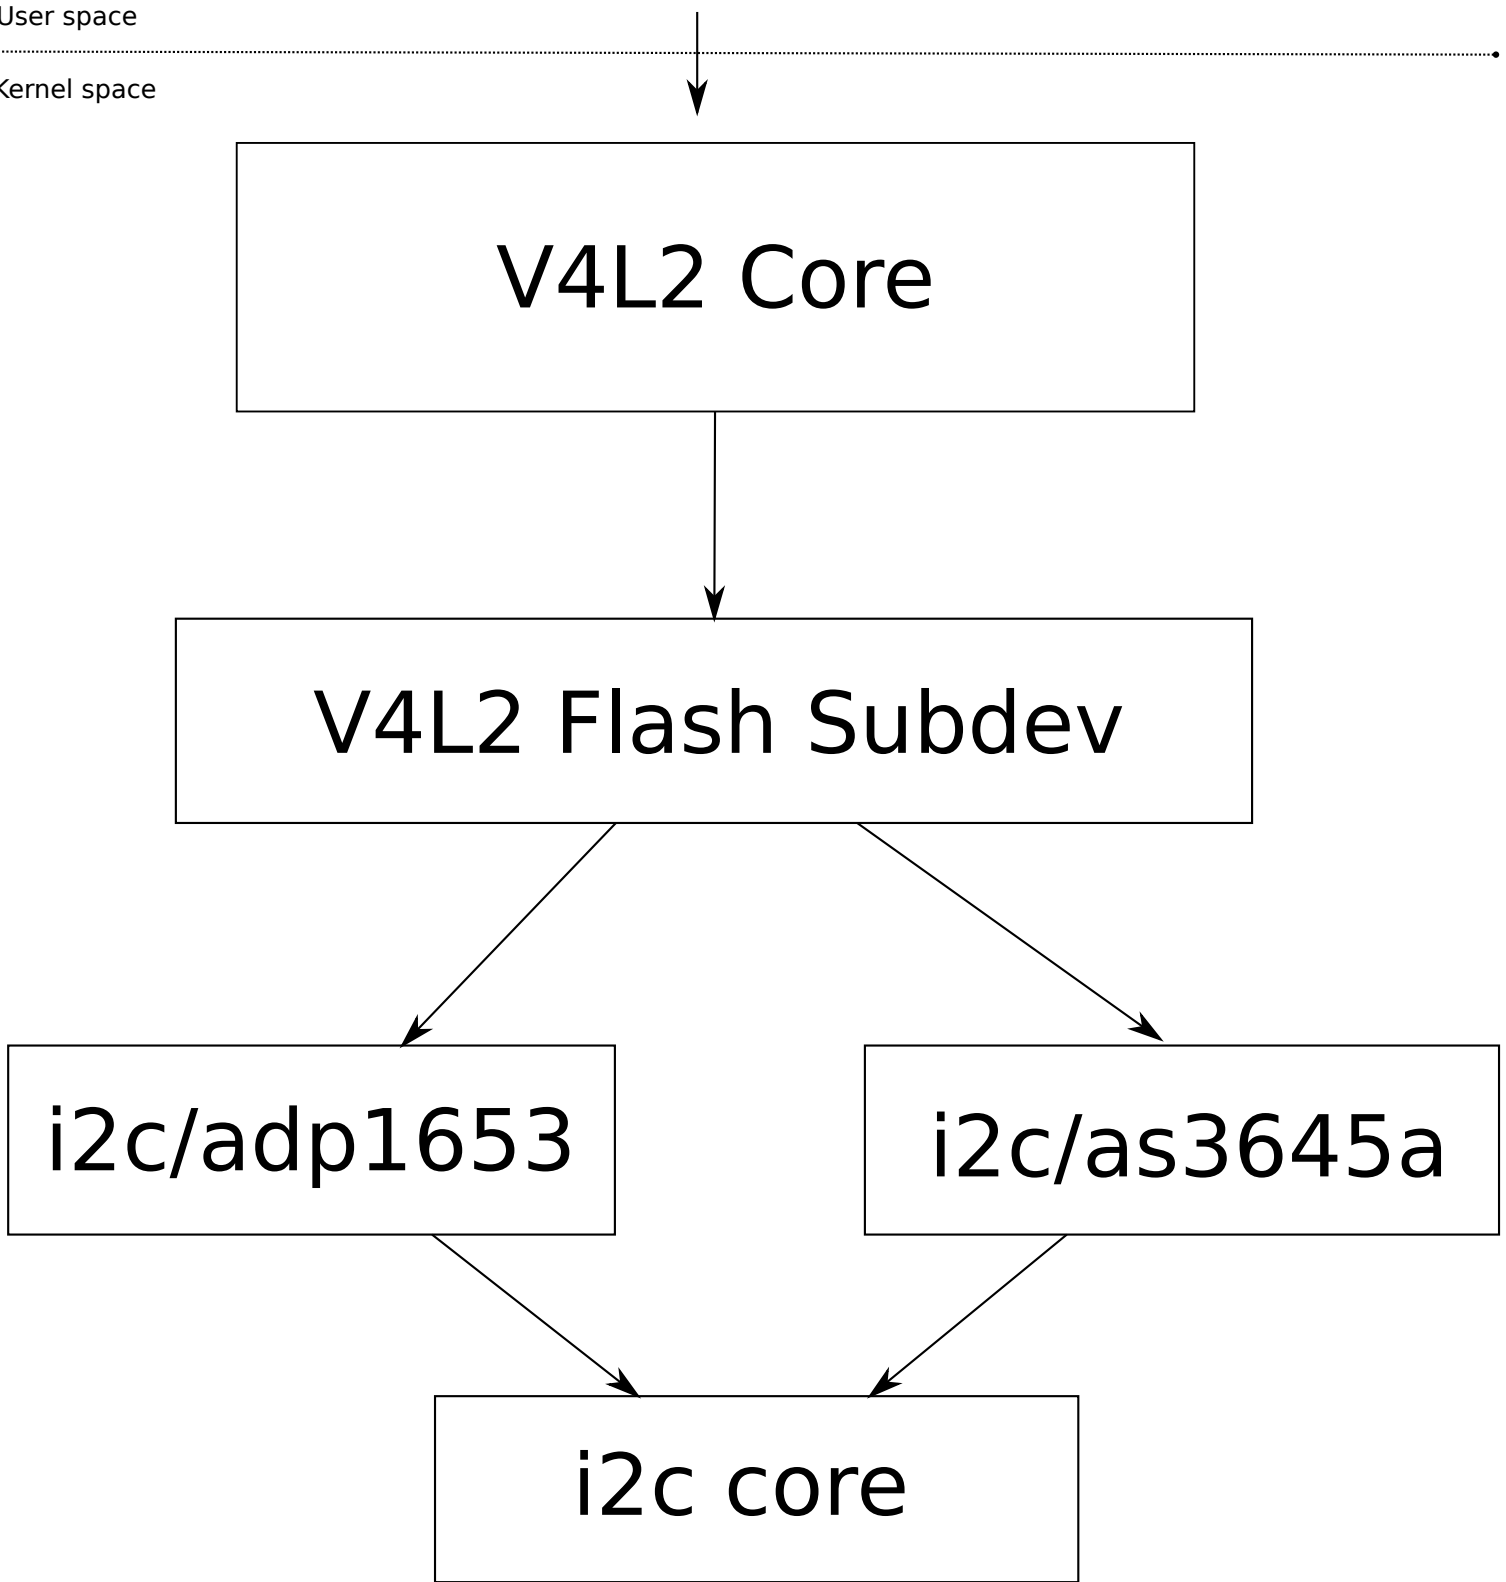 User space
Kernel space
V4L2 Core
V4L2 Flash Subdev
i2c/adp1653
i2c/as3645a
i2c core